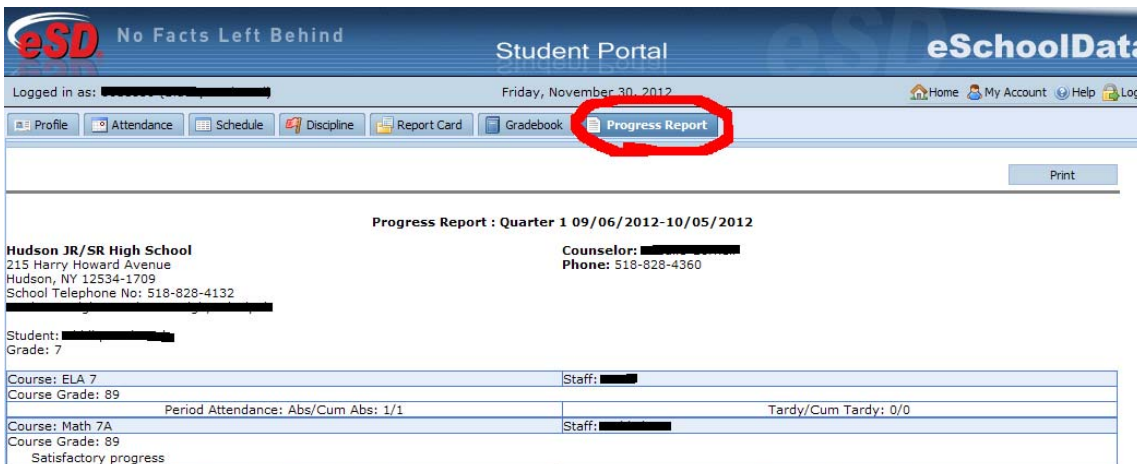 eSD No Facts Left Behind
Student Portal
eSchoolData
Logged in as:
Friday, November 30, 2012
Home My Account Help Log
Profile Attendance Schedule Discipline Report Card Gradebook Progress Report
Print
Progress Report : Quarter 1 09/06/2012-10/05/2012
Hudson JR/SR High School
215 Harry Howard Avenue
Hudson, NY 12534-1709
School Telephone No: 518-828-4132
Counselor:
Phone: 518-828-4360
Student:
Grade: 7
Course: ELA 7 Staff:
Course Grade: 89
Period Attendance: Abs/Cum Abs: 1/1 Tardy/Cum Tardy: 0/0
Course: Math 7A Staff:
Course Grade: 89
Satisfactory progress